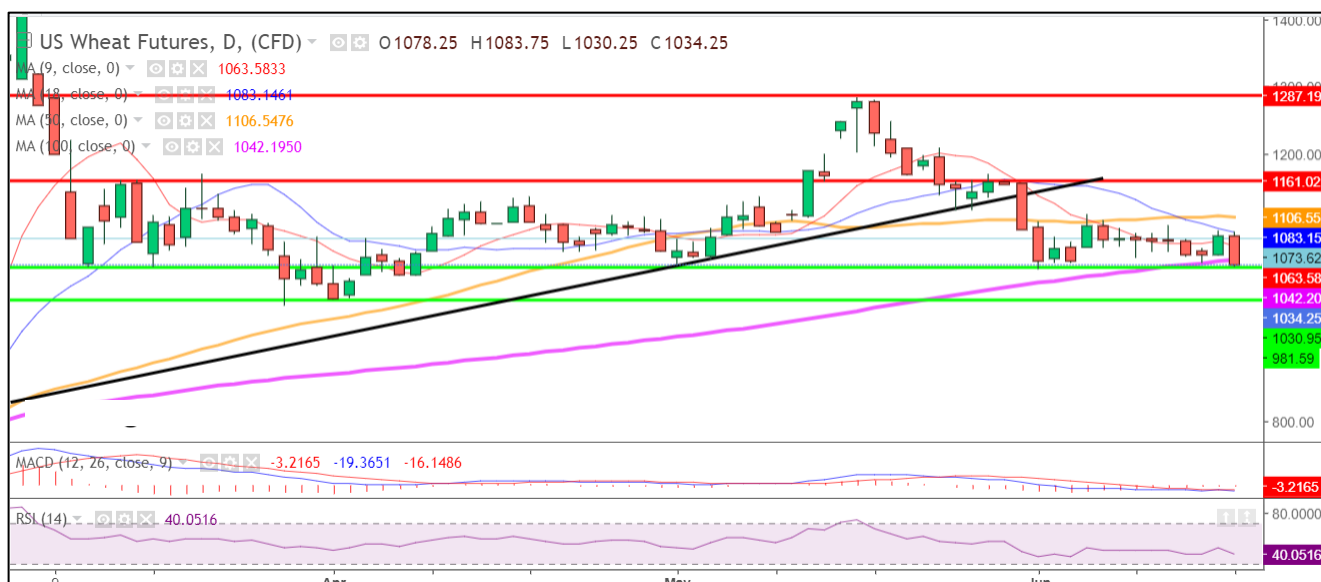 US Wheat Futures, D, (CFD) O1078.25 H1083.75 L1030.25 C1034.25
MA (9, close, 0) 1063.5833
MA (18, close, 0) 1083.1461
MA (50, close, 0) 1106.5476
MA (100, close, 0) 1042.1950
1400.00
1287.19
1200.00
1161.02
1106.55
1083.15
1073.62
1063.58
1042.20
1034.25
1030.95
981.59
800.00
MACD (12, 26, close, 9) -3.2165 -19.3651 -16.1486
-3.2165
RSI (14) 40.0516
80.0000
40.0516
9 Apr May Jun